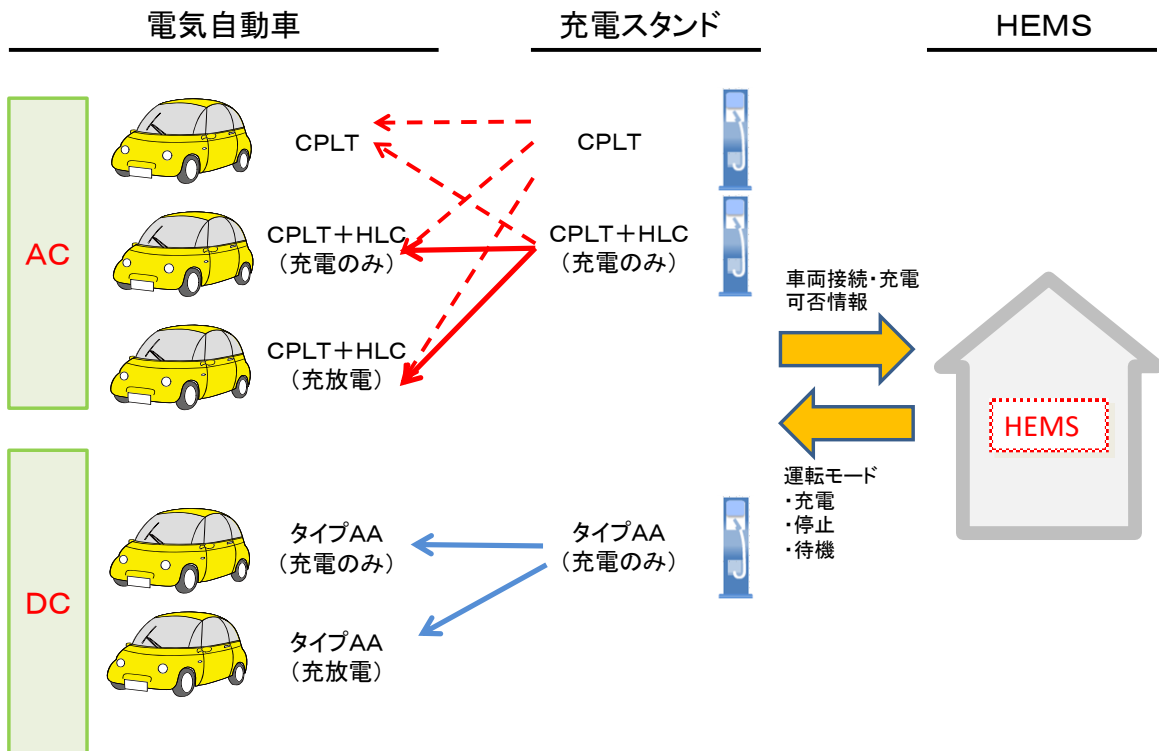 電気自動車
充電スタンド
ＨＥＭＳ
ＡＣ
ＣＰＬＴ
ＣＰＬＴ
ＣＰＬＴ＋ＨＬＣ
（充電のみ）
ＣＰＬＴ＋ＨＬＣ
（充電のみ）
ＣＰＬＴ＋ＨＬＣ
（充放電）
車両接続・充電
可否情報
HEMS
運転モード
・充電
・停止
・待機
ＤＣ
タイプＡＡ
（充電のみ）
タイプＡＡ
（充電のみ）
タイプＡＡ
（充放電）